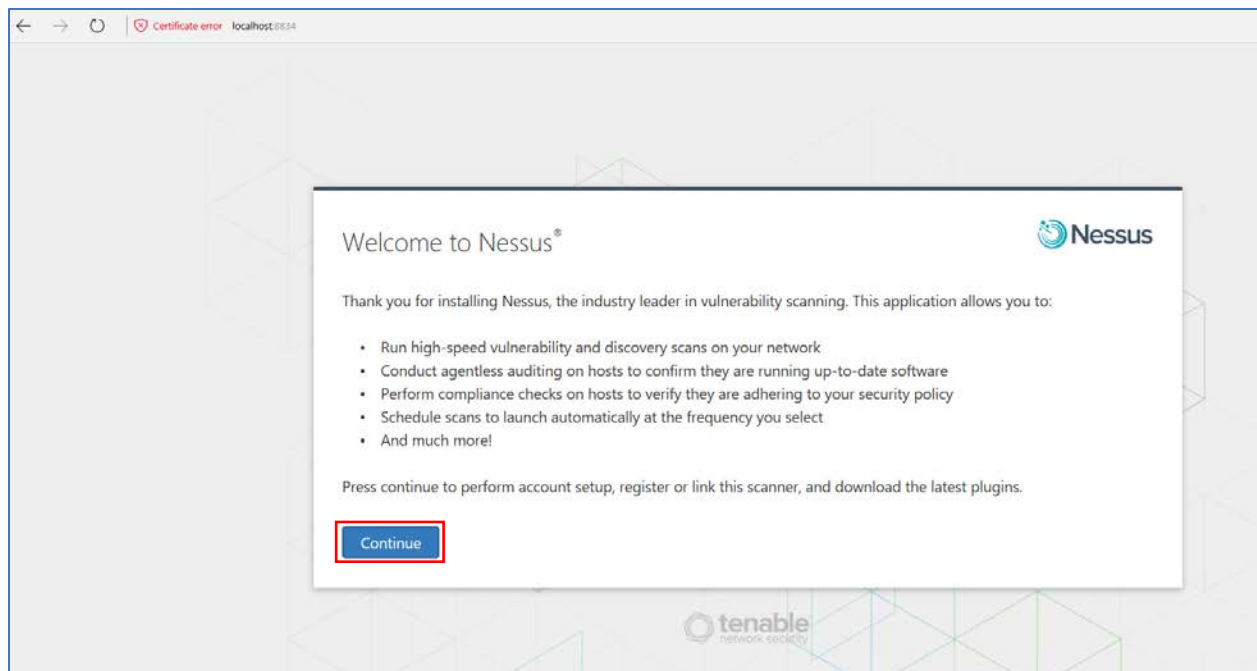 Certificate error localhost:8834
Welcome to Nessus®
Nessus
Thank you for installing Nessus, the industry leader in vulnerability scanning. This application allows you to:
• Run high-speed vulnerability and discovery scans on your network
• Conduct agentless auditing on hosts to confirm they are running up-to-date software
• Perform compliance checks on hosts to verify they are adhering to your security policy
• Schedule scans to launch automatically at the frequency you select
• And much more!
Press continue to perform account setup, register or link this scanner, and download the latest plugins.
Continue
tenable
network security